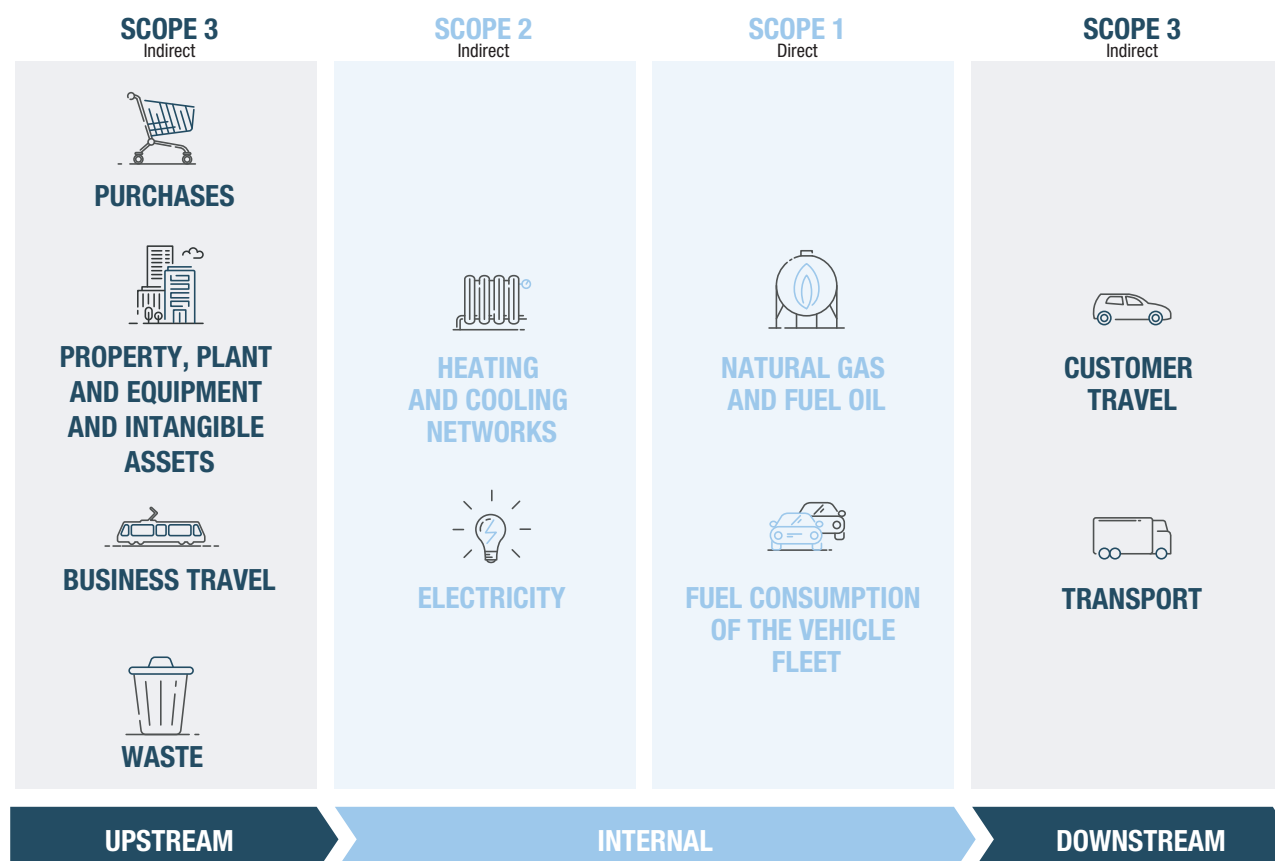 SCOPE 3
Indirect
PURCHASES
PROPERTY, PLANT
AND EQUIPMENT
AND INTANGIBLE
ASSETS
BUSINESS TRAVEL
WASTE
SCOPE 2
Indirect
HEATING
AND COOLING
NETWORKS
ELECTRICITY
SCOPE 1
Direct
NATURAL GAS
AND FUEL OIL
FUEL CONSUMPTION
OF THE VEHICLE
FLEET
SCOPE 3
Indirect
CUSTOMER
TRAVEL
TRANSPORT
UPSTREAM
INTERNAL
DOWNSTREAM